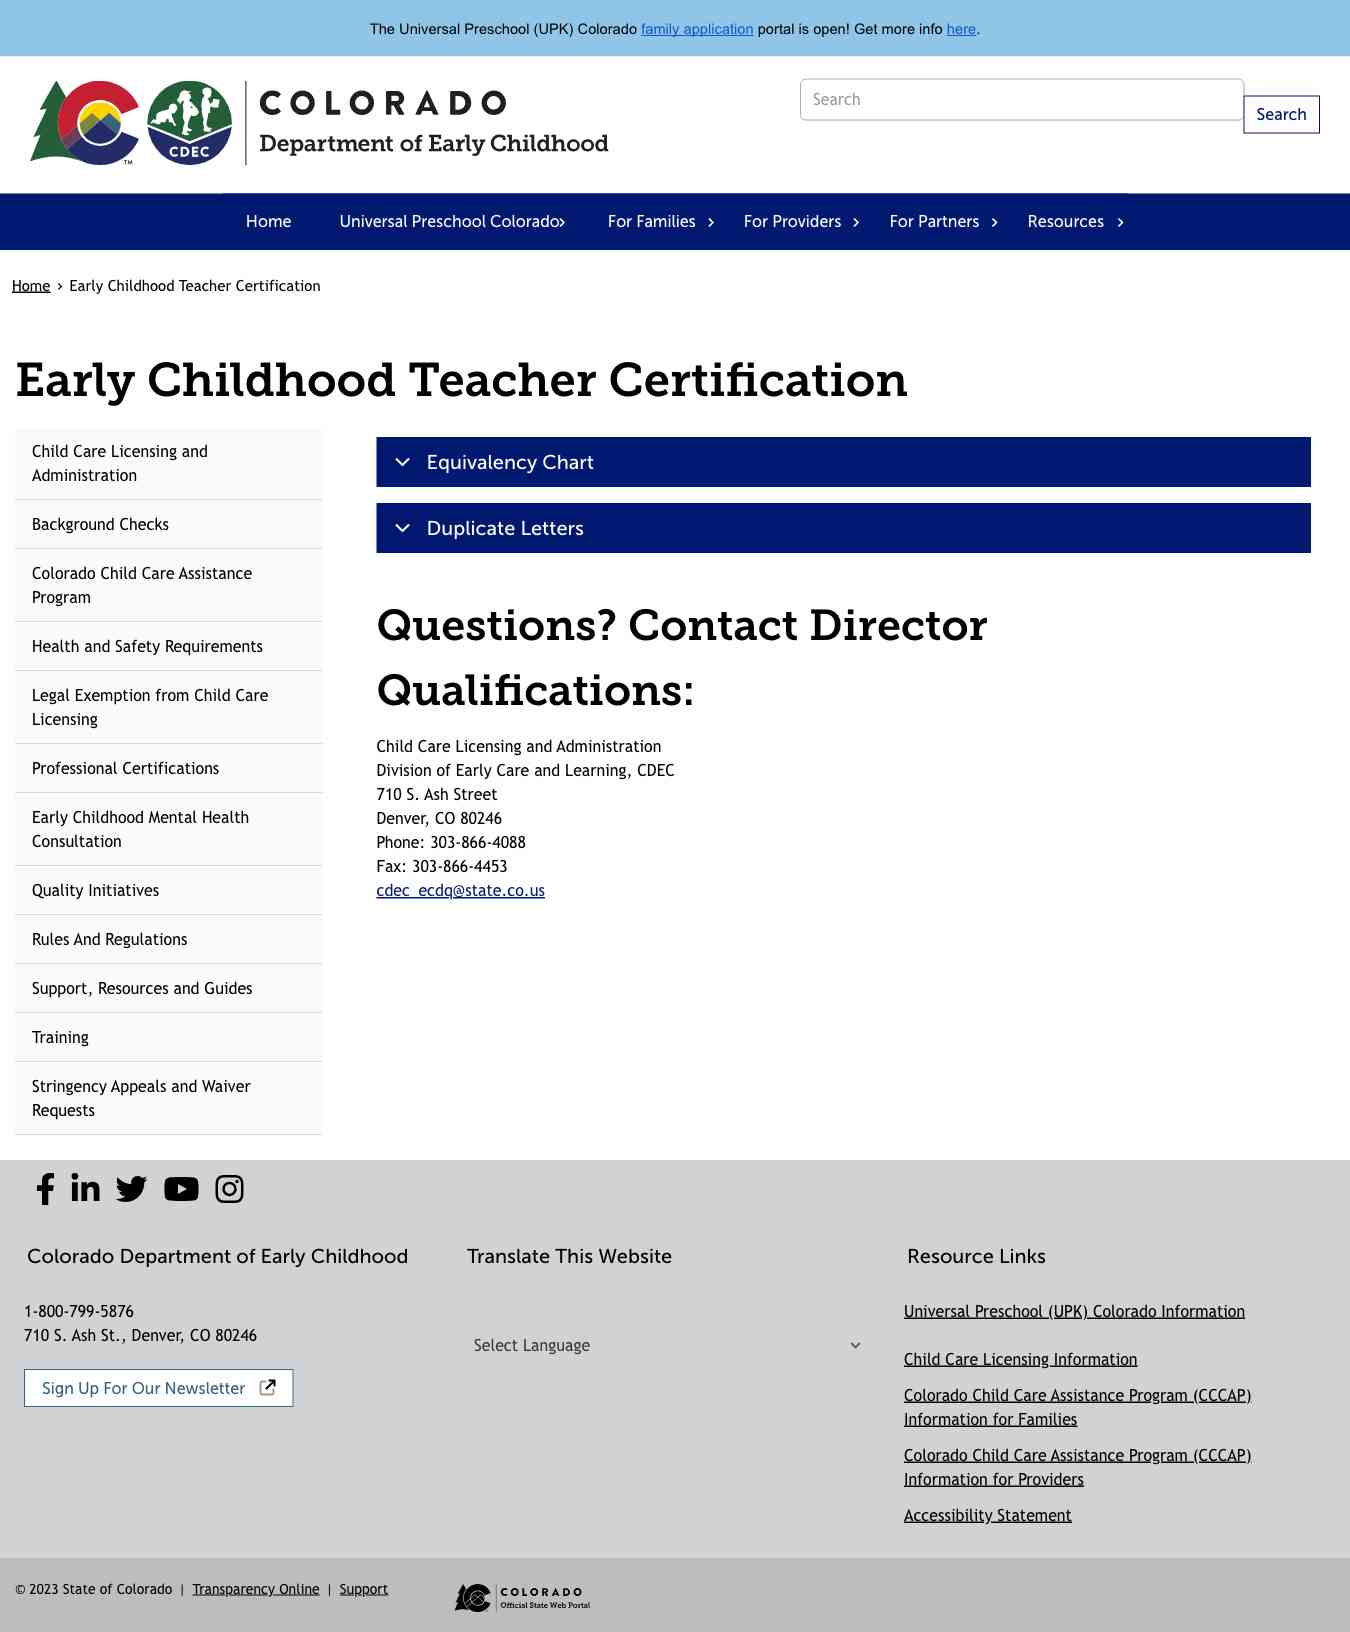 The Universal Preschool (UPK) Colorado family application portal is open! Get more info here.
CDEC
TM
COLORADO
Department of Early Childhood
Search
Search
Home
Universal Preschool Colorado
For Families
For Providers
For Partners
Resources
Home › Early Childhood Teacher Certification
Early Childhood Teacher Certification
Child Care Licensing and
Administration
Background Checks
Colorado Child Care Assistance
Program
Health and Safety Requirements
Legal Exemption from Child Care
Licensing
Professional Certifications
Early Childhood Mental Health
Consultation
Quality Initiatives
Rules And Regulations
Support, Resources and Guides
Training
Stringency Appeals and Waiver
Requests
Equivalency Chart
Duplicate Letters
Questions? Contact Director
Qualifications:
Child Care Licensing and Administration
Division of Early Care and Learning, CDEC
710 S. Ash Street
Denver, CO 80246
Phone: 303-866-4088
Fax: 303-866-4453
cdec_ecdq@state.co.us
Colorado Department of Early Childhood
1-800-799-5876
710 S. Ash St., Denver, CO 80246
Sign Up For Our Newsletter
Translate This Website
Select Language
Resource Links
Universal Preschool (UPK) Colorado Information
Child Care Licensing Information
Colorado Child Care Assistance Program (CCCAP)
Information for Families
Colorado Child Care Assistance Program (CCCAP)
Information for Providers
Accessibility Statement
© 2023 State of Colorado | Transparency Online | Support
COLORADO
Official State Web Portal